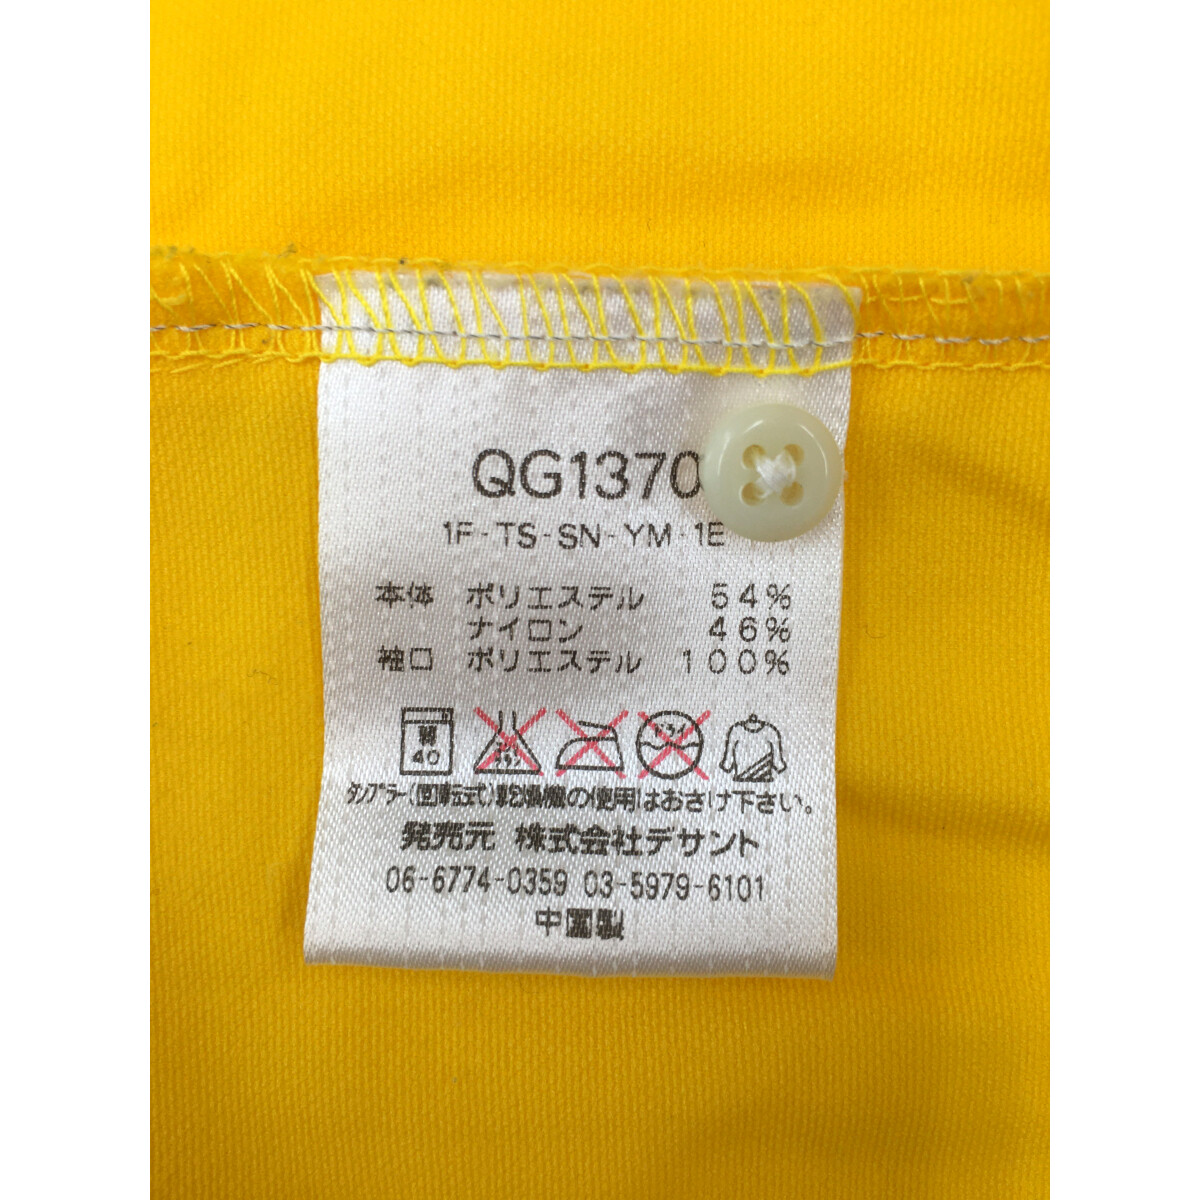 QG1370
1F-TS-SN-YM-1E
本体 ポリエステル 54%
ナイロン 46%
袖口 ポリエステル 100%
弱
40
タンブラー(回転式)乾燥機の使用はおさけ下さい。
発売元 株式会社デサント
06-6774-0359 03-5979-6101
中国製